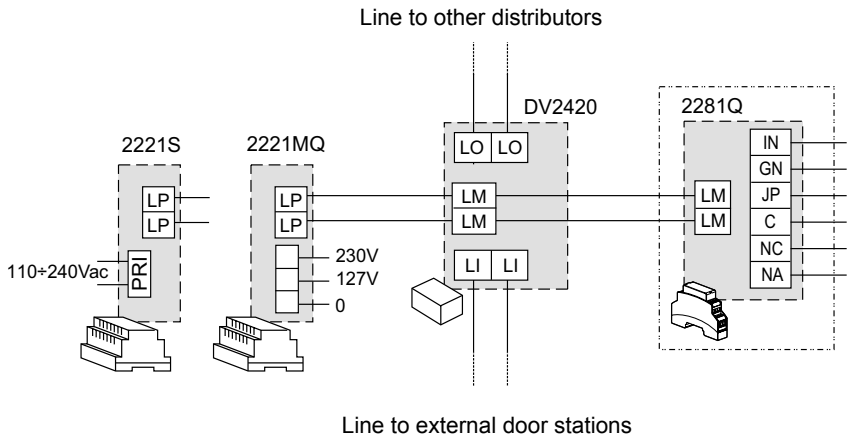 Line to other distributors
DV2420
2281Q
2221S
2221MQ
LO LO
IN
GN
JP
C
NC
NA
LP
LP
LP
LP
LM
LM
LM
LM
230V
127V
0
LI LI
110÷240Vac
PRI
Line to external door stations